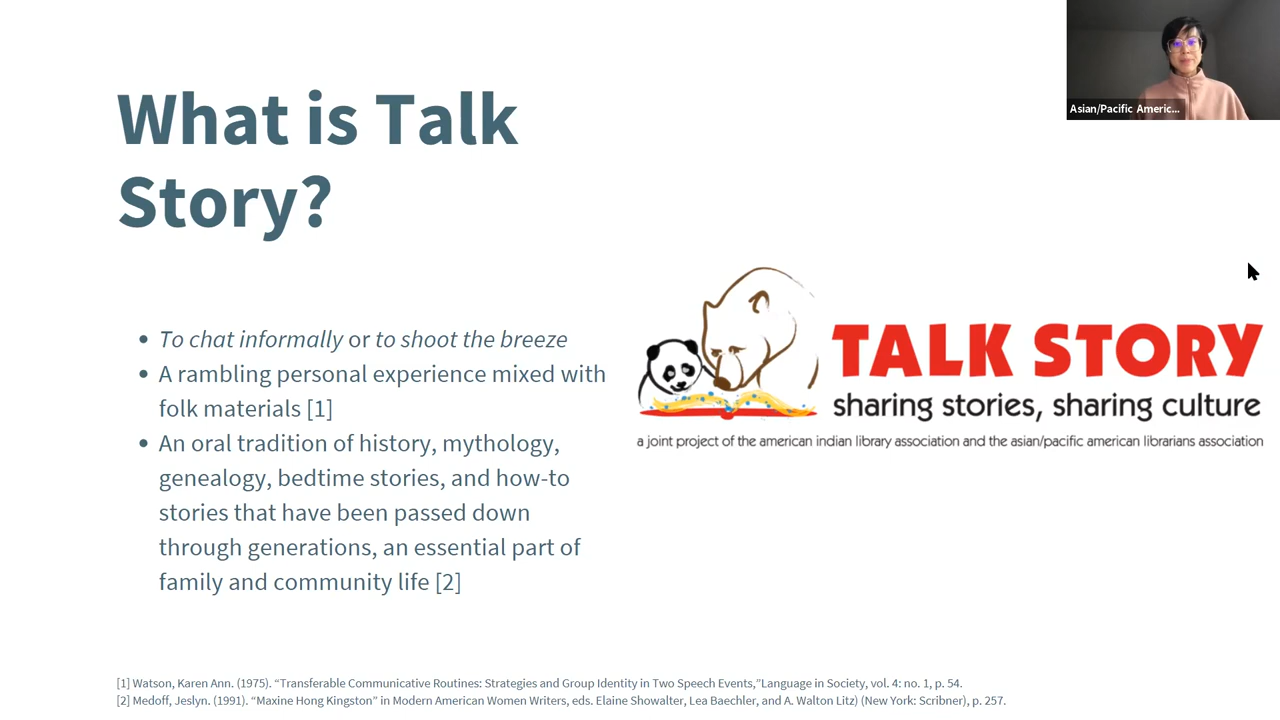 What is Talk
Story?
Asian/Pacific Americ...
To chat informally or to shoot the breeze
A rambling personal experience mixed with
folk materials [1]
An oral tradition of history, mythology,
genealogy, bedtime stories, and how-to
stories that have been passed down
through generations, an essential part of
family and community life [2]
TALK STORY
sharing stories, sharing culture
a joint project of the american indian library association and the asian/pacific american librarians association
[1] Watson, Karen Ann. (1975). “Transferable Communicative Routines: Strategies and Group Identity in Two Speech Events,”Language in Society, vol. 4: no. 1, p. 54.
[2] Medoff, Jeslyn. (1991). “Maxine Hong Kingston” in Modern American Women Writers, eds. Elaine Showalter, Lea Baechler, and A. Walton Litz) (New York: Scribner), p. 257.